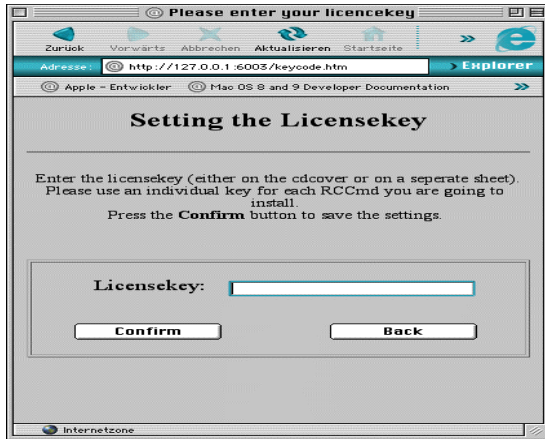 Please enter your licencekey
Zurück Vorwärts Abbrechen Aktualisieren Startseite »
Adresse: http://127.0.0.1:6003/keycode.htm › Explorer
Apple - Entwickler Mac OS 8 and 9 Developer Documentation »
Setting the Licensekey
Enter the licensekey (either on the cdcover or on a seperate sheet).
Please use an individual key for each RCCmd you are going to
install.
Press the Confirm button to save the settings.
Licensekey:
Confirm Back
Internetzone